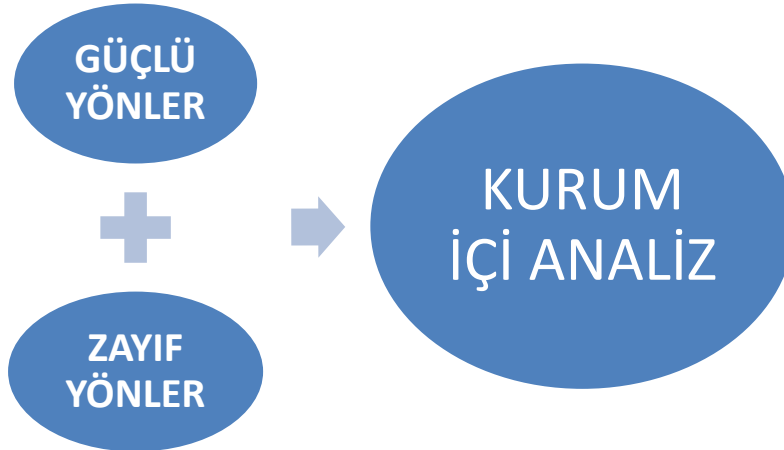 GÜÇLÜ
YÖNLER
ZAYIF
YÖNLER
KURUM
İÇİ ANALİZ